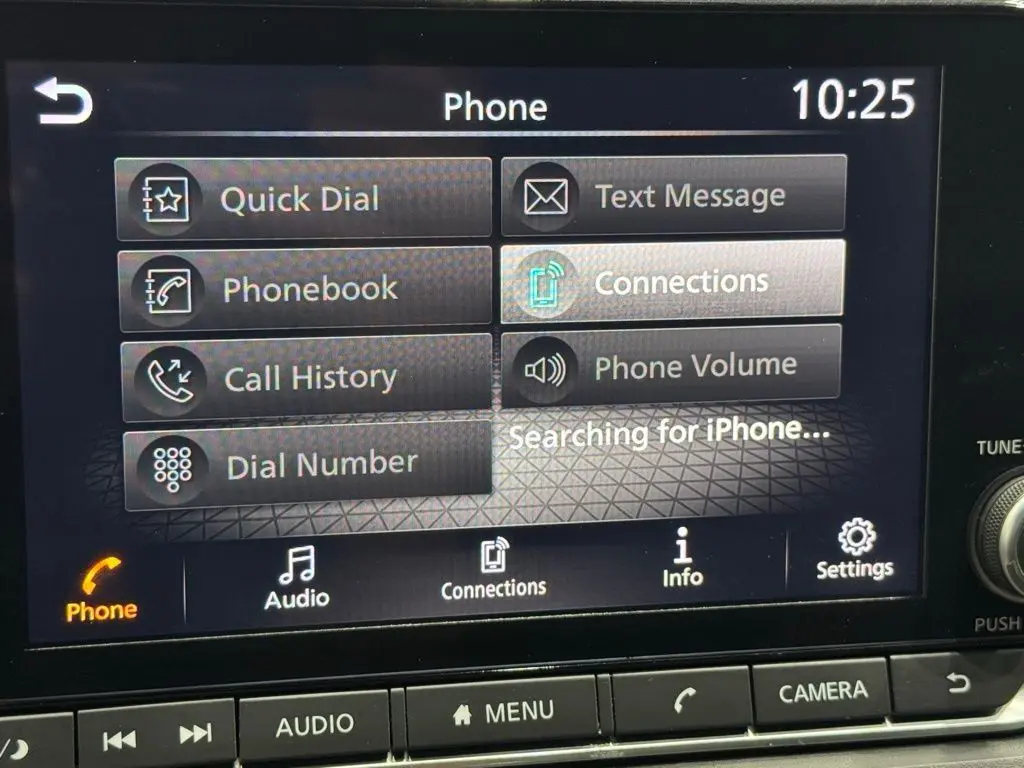 Phone
10:25
Quick Dial
Text Message
Phonebook
Connections
Call History
Phone Volume
Dial Number
Searching for iPhone...
Phone
Audio
Connections
Info
Settings
TUNE
PUSH
AUDIO
MENU
CAMERA